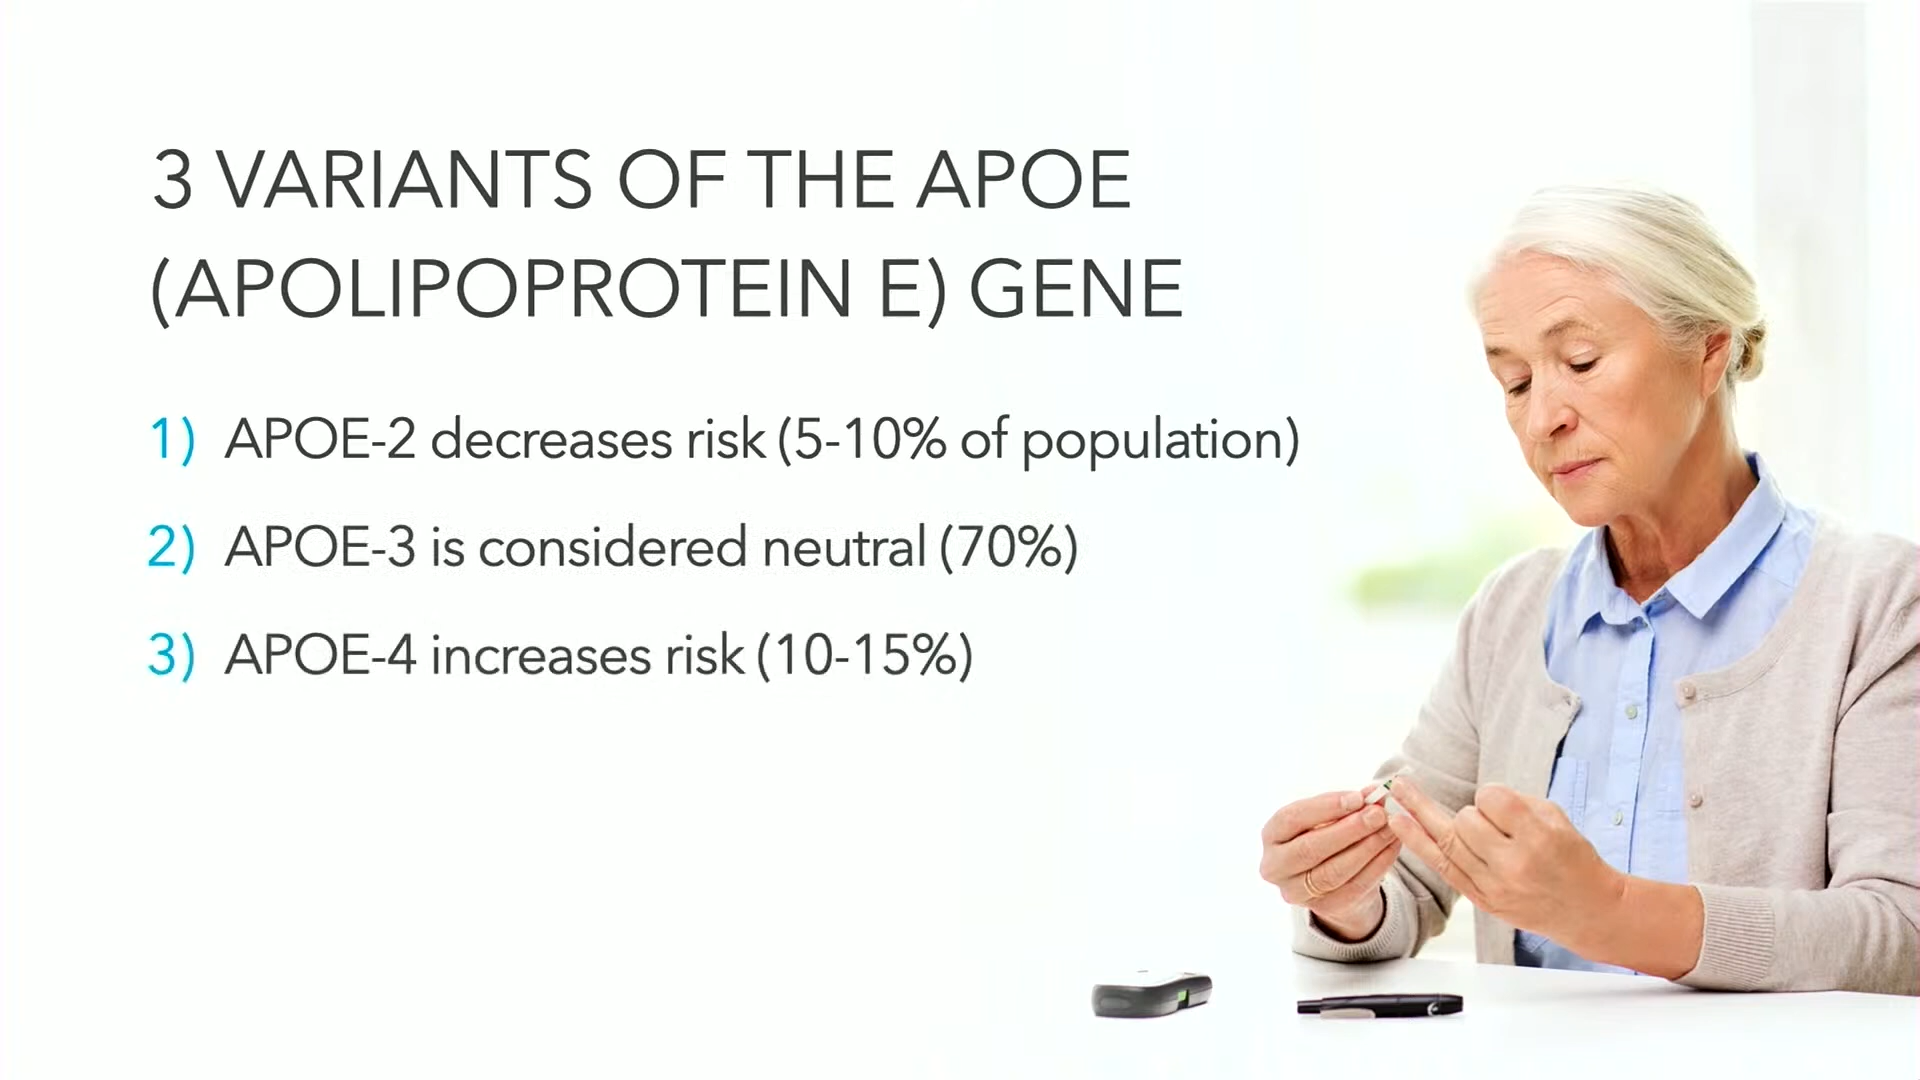 3 VARIANTS OF THE APOE
(APOLIPOPROTEIN E) GENE
1) APOE-2 decreases risk (5-10% of population)
2) APOE-3 is considered neutral (70%)
3) APOE-4 increases risk (10-15%)